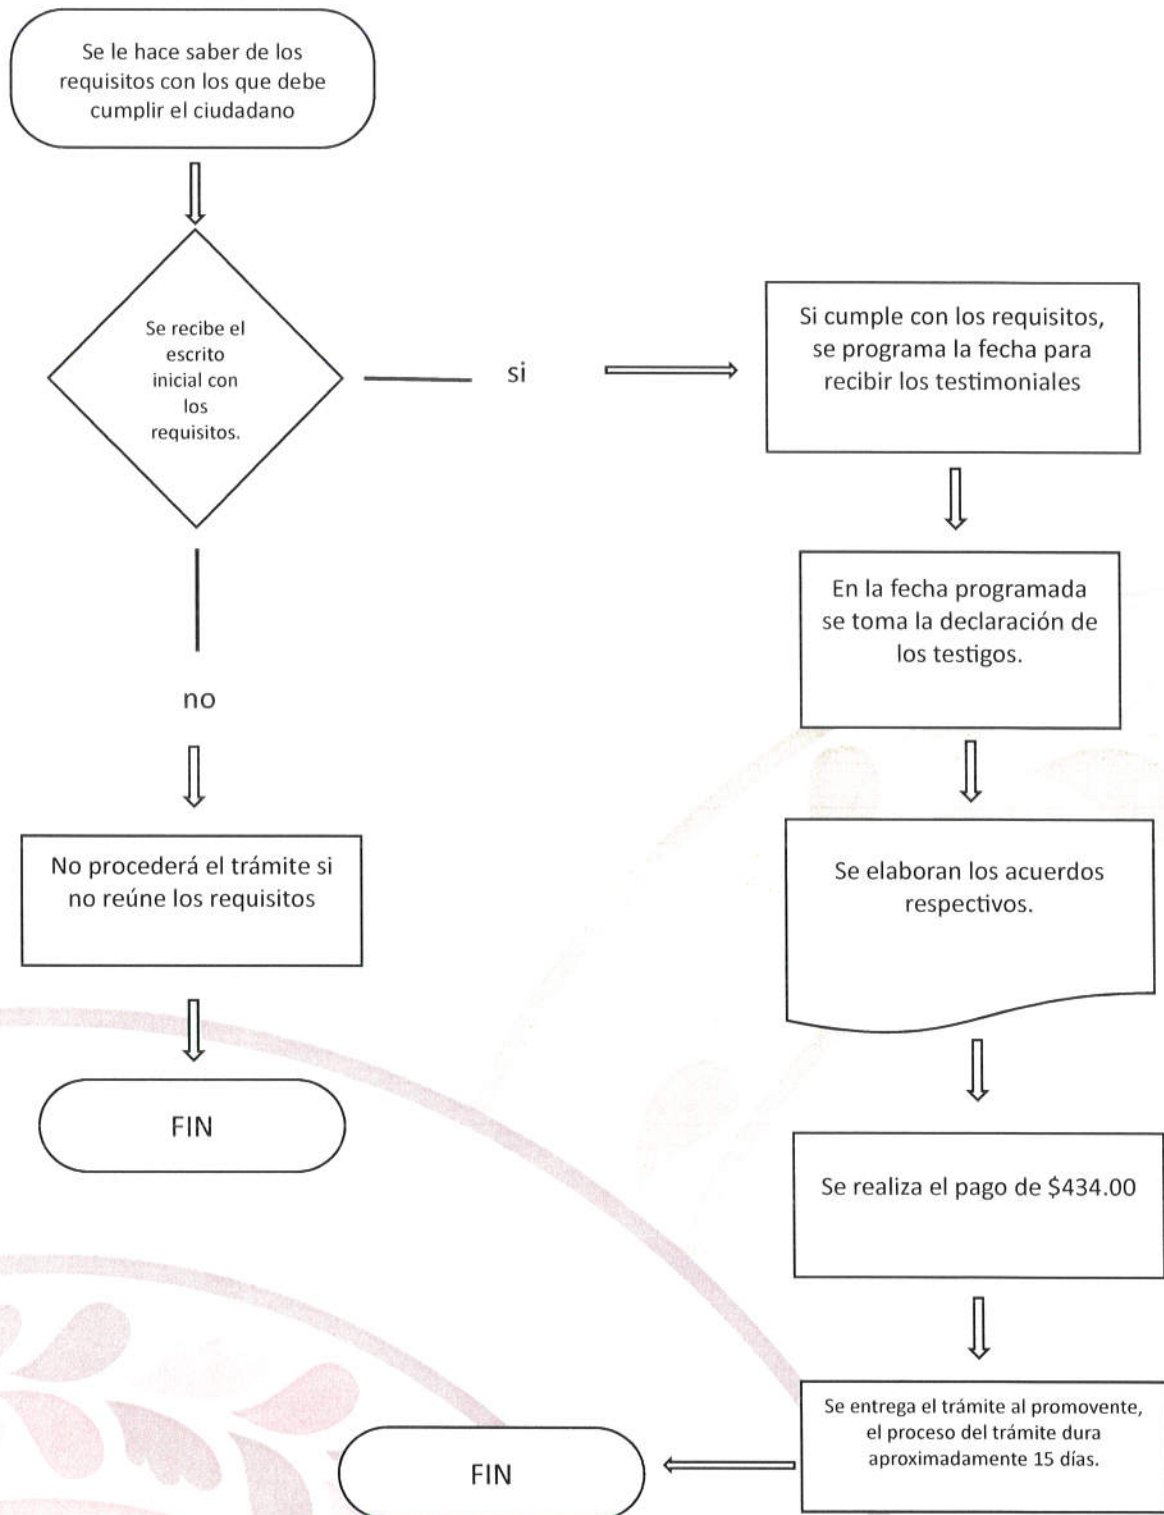 Se le hace saber de los
requisitos con los que debe
cumplir el ciudadano
Se recibe el
escrito
inicial con
los
requisitos.
si
Si cumple con los requisitos,
se programa la fecha para
recibir los testimoniales
En la fecha programada
se toma la declaración de
los testigos.
no
No procederá el trámite si
no reúne los requisitos
Se elaboran los acuerdos
respectivos.
FIN
Se realiza el pago de $434.00
Se entrega el trámite al promovente,
el proceso del trámite dura
aproximadamente 15 días.
FIN